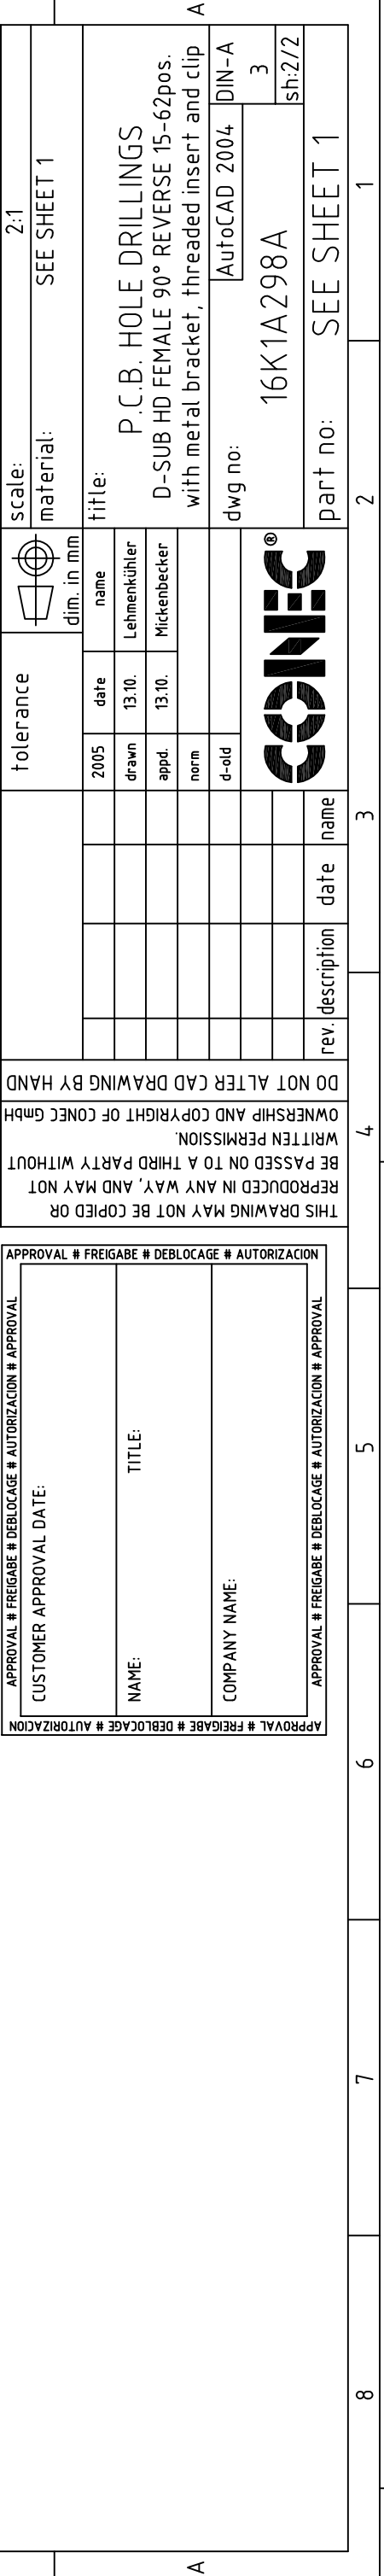 A
scale:
2:1
material:
SEE SHEET 1
title:
P.C.B. HOLE DRILLINGS
D-SUB HD FEMALE 90° REVERSE 15-62pos.
with metal bracket, threaded insert and clip
dwg no:
AutoCAD 2004
DIN-A
3
16K1A298A
sh:2/2
part no:
SEE SHEET 1
tolerance
dim. in mm
2005
date
name
drawn
13.10.
Lehmenkühler
appd.
13.10.
Mickenbecker
norm
d-old
CONEC®
rev.
description
date
name
DO NOT ALTER CAD DRAWING BY HAND
THIS DRAWING MAY NOT BE COPIED OR
REPRODUCED IN ANY WAY, AND MAY NOT
BE PASSED ON TO A THIRD PARTY WITHOUT
WRITTEN PERMISSION.
OWNERSHIP AND COPYRIGHT OF CONEC GmbH
APPROVAL # FREIGABE # DEBLOCAGE # AUTORIZACION
APPROVAL # FREIGABE # DEBLOCAGE # AUTORIZACION # APPROVAL
CUSTOMER APPROVAL DATE:
NAME:
TITLE:
COMPANY NAME:
APPROVAL # FREIGABE # DEBLOCAGE # AUTORIZACION # APPROVAL
APPROVAL # FREIGABE # DEBLOCAGE # AUTORIZACION
1
2
3
4
5
6
7
8
A